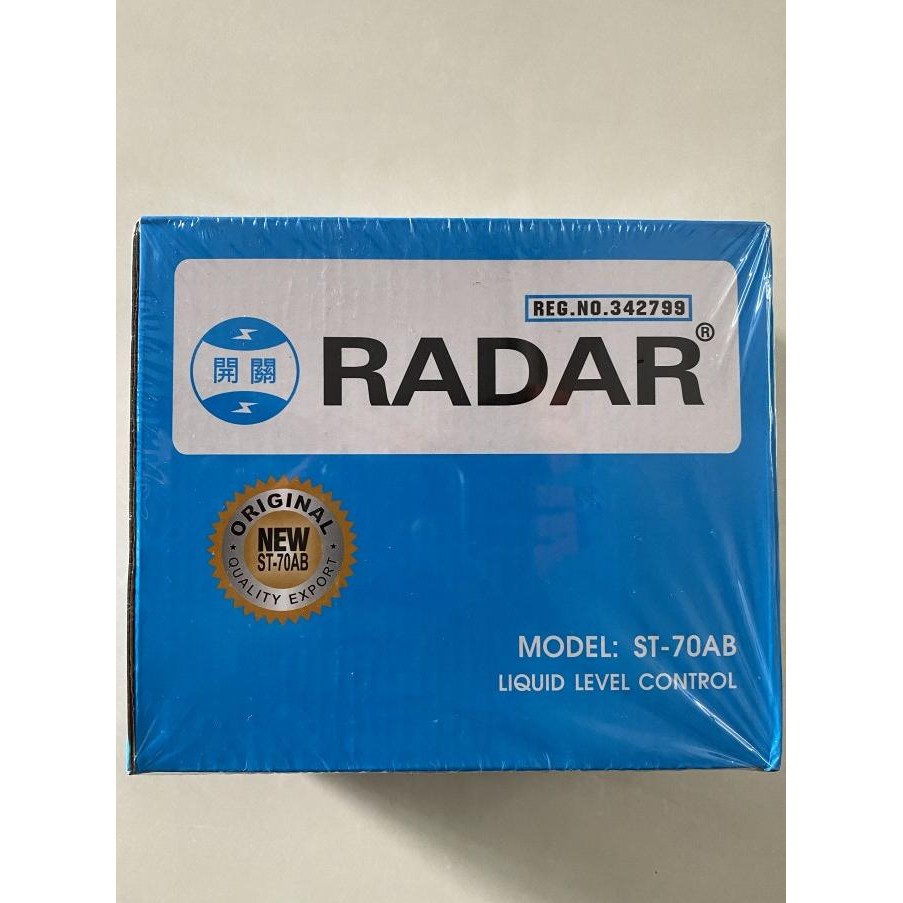 REG.NO.342799
開關 RADAR®
ORIGINAL
NEW
ST-70AB
★ QUALITY EXPORT ★
MODEL: ST-70AB
LIQUID LEVEL CONTROL